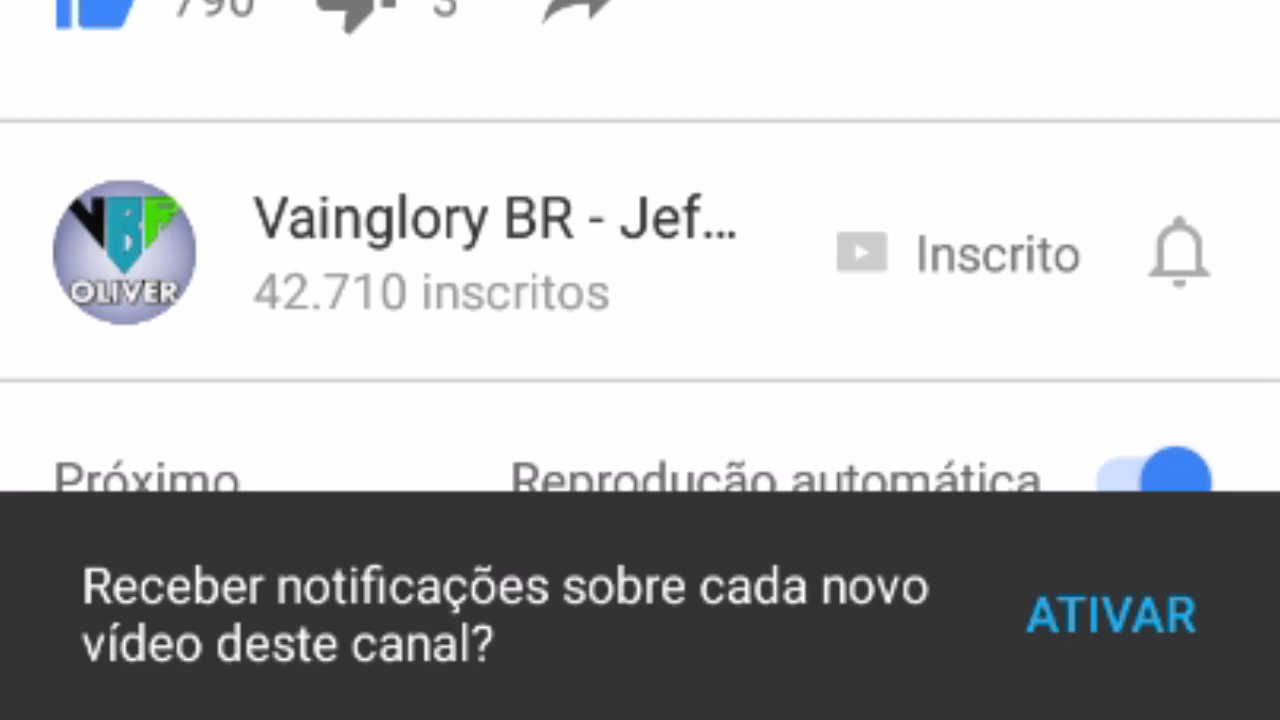 790 3
Vainglory BR - Jef...
42.710 inscritos
Inscrito
VBF
OLIVER
Próximo
Reprodução automática
Receber notificações sobre cada novo
vídeo deste canal?
ATIVAR